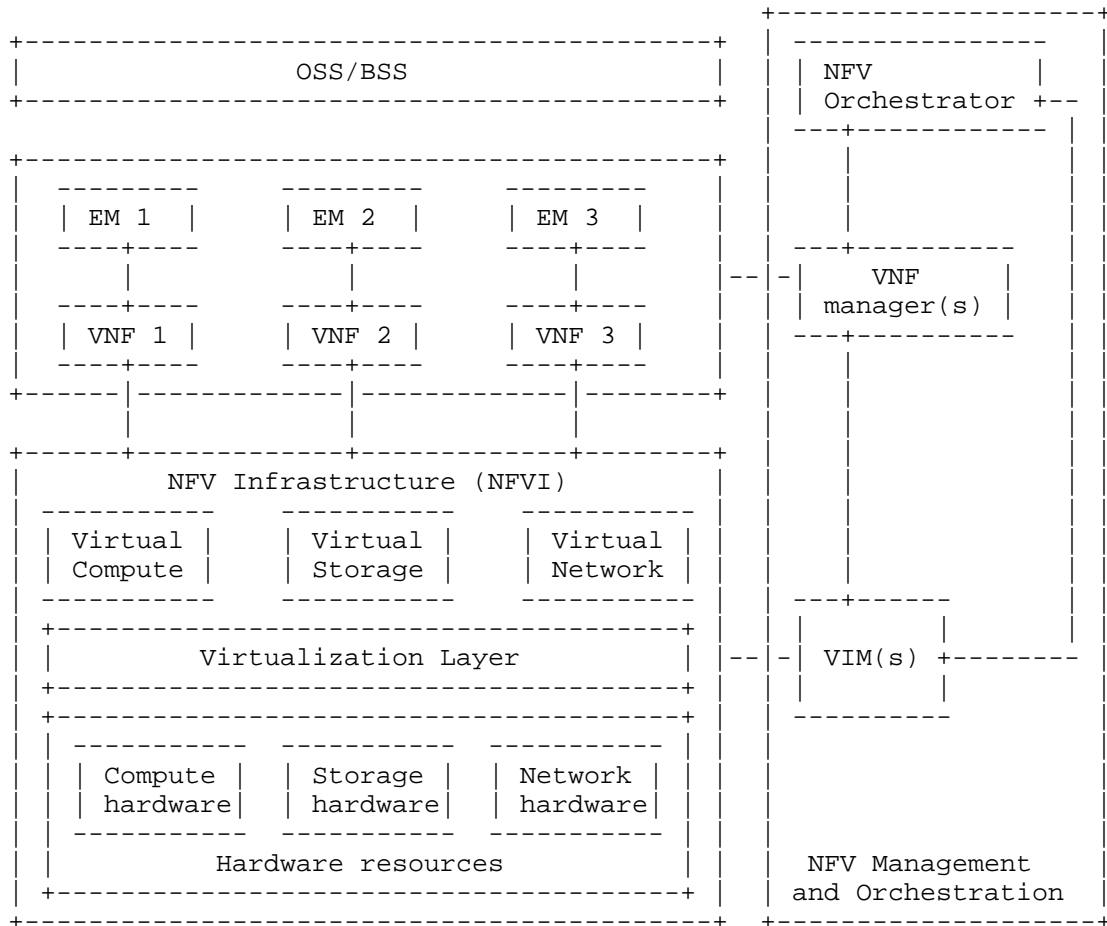 OSS/BSS
NFV
Orchestrator
EM 1 EM 2 EM 3
VNF
manager(s)
VNF 1 VNF 2 VNF 3
NFV Infrastructure (NFVI)
Virtual Virtual Virtual
Compute Storage Network
Virtualization Layer
VIM(s)
Compute Storage Network
hardware hardware hardware
Hardware resources
NFV Management
and Orchestration